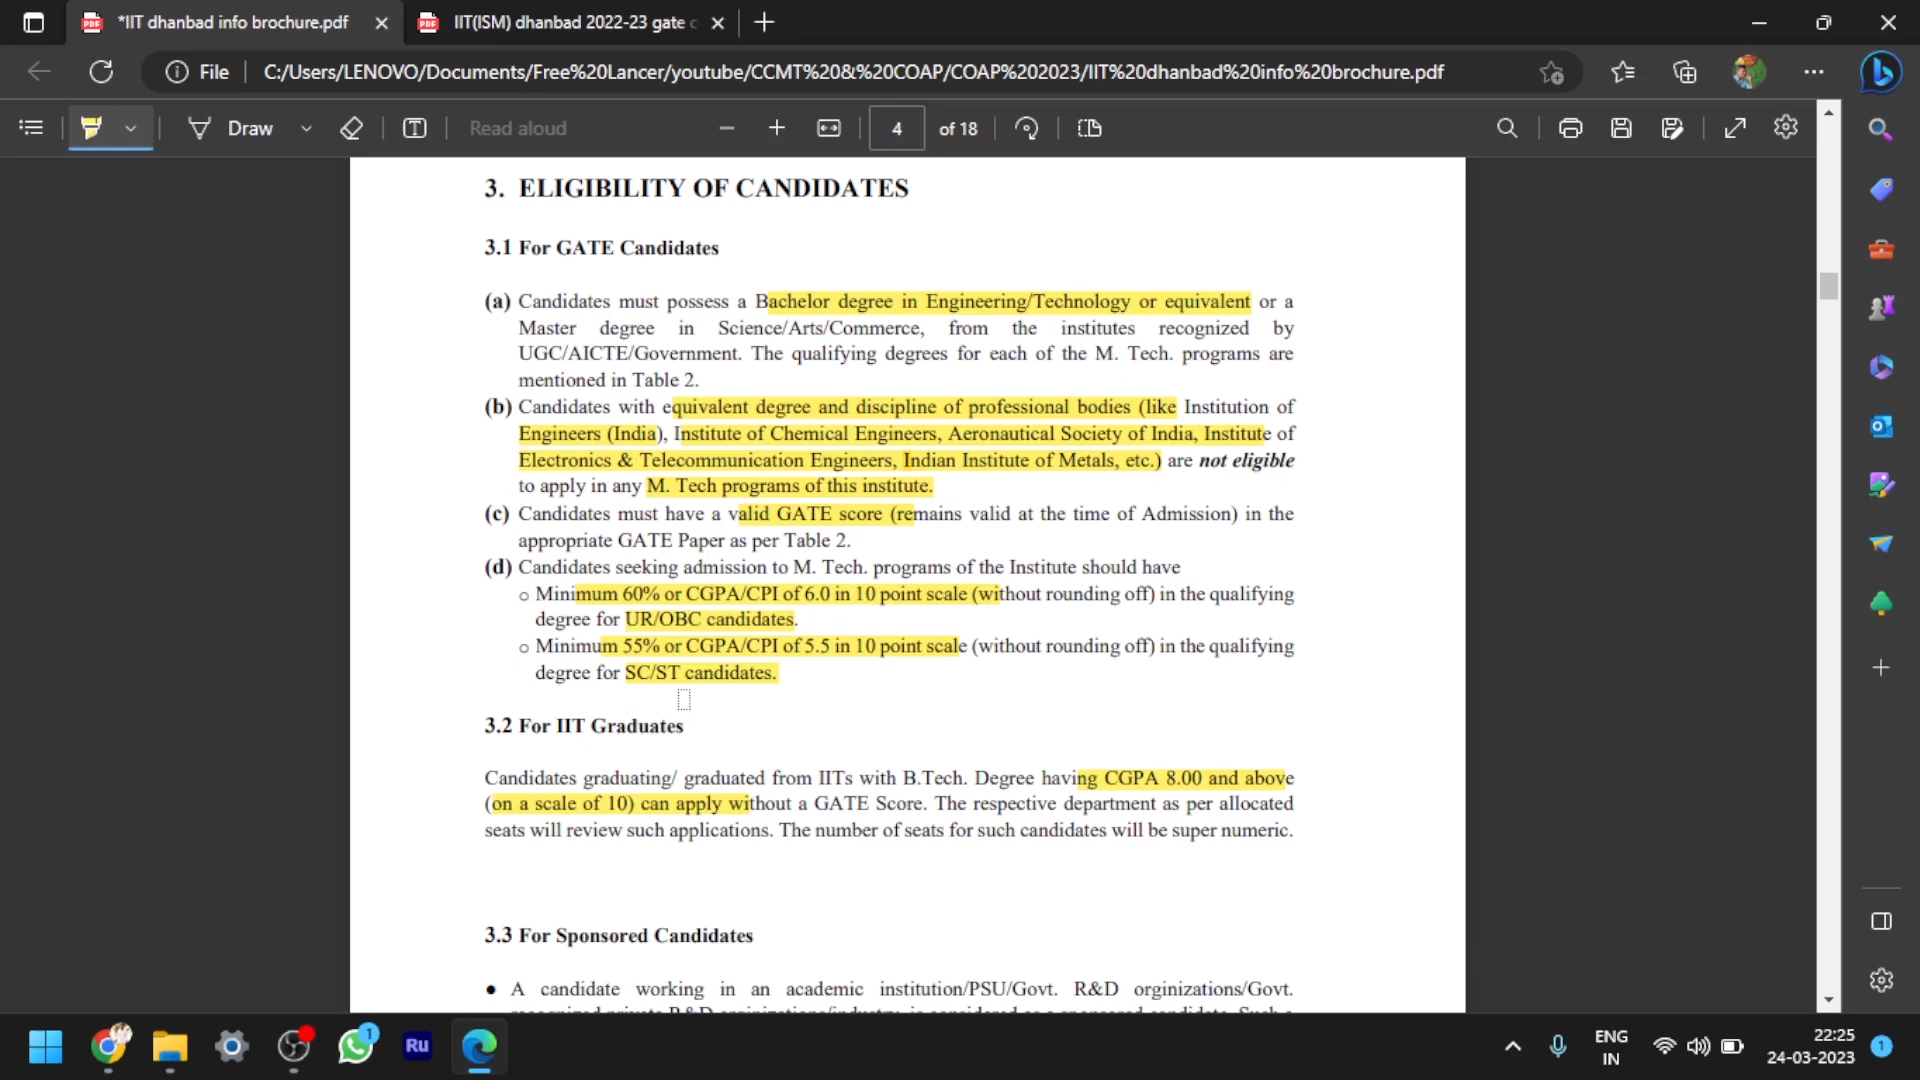 *IIT dhanbad info brochure.pdf
IIT(ISM) dhanbad 2022-23 gate c
File
C:/Users/LENOVO/Documents/Free%20Lancer/youtube/CCMT%20&%20COAP/COAP%202023/IIT%20dhanbad%20info%20brochure.pdf
Draw
Read aloud
4
of 18
3. ELIGIBILITY OF CANDIDATES
3.1 For GATE Candidates
(a) Candidates must possess a Bachelor degree in Engineering/Technology or equivalent or a
Master degree in Science/Arts/Commerce, from the institutes recognized by
UGC/AICTE/Government. The qualifying degrees for each of the M. Tech. programs are
mentioned in Table 2.
(b) Candidates with equivalent degree and discipline of professional bodies (like Institution of
Engineers (India), Institute of Chemical Engineers, Aeronautical Society of India, Institute of
Electronics & Telecommunication Engineers, Indian Institute of Metals, etc.) are not eligible
to apply in any M. Tech programs of this institute.
(c) Candidates must have a valid GATE score (remains valid at the time of Admission) in the
appropriate GATE Paper as per Table 2.
(d) Candidates seeking admission to M. Tech. programs of the Institute should have
o Minimum 60% or CGPA/CPI of 6.0 in 10 point scale (without rounding off) in the qualifying
degree for UR/OBC candidates.
o Minimum 55% or CGPA/CPI of 5.5 in 10 point scale (without rounding off) in the qualifying
degree for SC/ST candidates.
3.2 For IIT Graduates
Candidates graduating/ graduated from IITs with B.Tech. Degree having CGPA 8.00 and above
(on a scale of 10) can apply without a GATE Score. The respective department as per allocated
seats will review such applications. The number of seats for such candidates will be super numeric.
3.3 For Sponsored Candidates
● A candidate working in an academic institution/PSU/Govt. R&D orginizations/Govt.
1
Ru
ENG
IN
22:25
24-03-2023
1